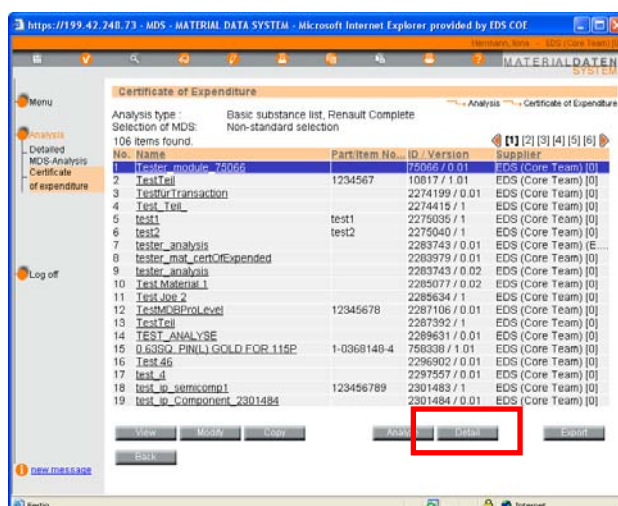 https://199.42.248.73 - MDS - MATERIAL DATA SYSTEM - Microsoft Internet Explorer provided by EDS COE
Hermann, Ilona - EDS (Core Team) [0]
MATERIALDATEN
SYSTEM
Menu
Analysis
Detailed
MDS-Analysis
Certificate
of expenditure
Log off
new message
Certificate of Expenditure
Analysis Certificate of Expenditure
Analysis type : Basic substance list, Renault Complete
Selection of MDS: Non-standard selection
106 items found. [1] [2] [3] [4] [5] [6]
No. Name Part/Item No... ID / Version Supplier
1 Tester_module_75066 75066 / 0.01 EDS (Core Team) [0]
2 TestTeil 1234567 10817 / 1.01 EDS (Core Team) [0]
3 TestfürTransaction 2274199 / 0.01 EDS (Core Team) [0]
4 Test_Teil_ 2274415 / 1 EDS (Core Team) [0]
5 test1 test1 2275035 / 1 EDS (Core Team) [0]
6 test2 test2 2275040 / 1 EDS (Core Team) [0]
7 tester_analysis 2283743 / 0.01 EDS (Core Team) (E....
8 tester_mat_certOfExpended 2283979 / 0.01 EDS (Core Team) [0]
9 tester_analysis 2283743 / 0.02 EDS (Core Team) [0]
10 Test Material 1 2285077 / 0.02 EDS (Core Team) [0]
11 Test Joe 2 2285634 / 1 EDS (Core Team) [0]
12 TestMDBProLevel 12345678 2287106 / 0.01 EDS (Core Team) [0]
13 TestTeil 2287392 / 1 EDS (Core Team) [0]
14 TEST_ANALYSE 2289631 / 0.01 EDS (Core Team) [0]
15 0.63SQ. PIN(L) GOLD FOR 115P 1-0368148-4 758338 / 1.01 EDS (Core Team) [0]
16 Test 46 2296902 / 0.01 EDS (Core Team) [0]
17 test_4 2297557 / 0.01 EDS (Core Team) [0]
18 test_ip_semicomp1 123456789 2301483 / 1 EDS (Core Team) [0]
19 test_ip_Component_2301484 2301484 / 0.01 EDS (Core Team) [0]
View Modify Copy Analyse Detail Export
Back
Fertig Internet